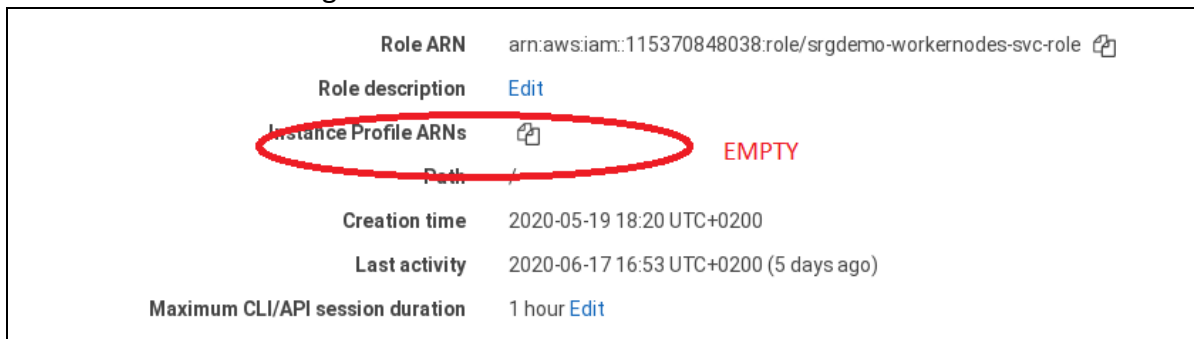 Role ARN arn:aws:iam::115370848038:role/srgdemo-workernodes-svc-role
Role description Edit
Instance Profile ARNs EMPTY
Path /
Creation time 2020-05-19 18:20 UTC+0200
Last activity 2020-06-17 16:53 UTC+0200 (5 days ago)
Maximum CLI/API session duration 1 hour Edit